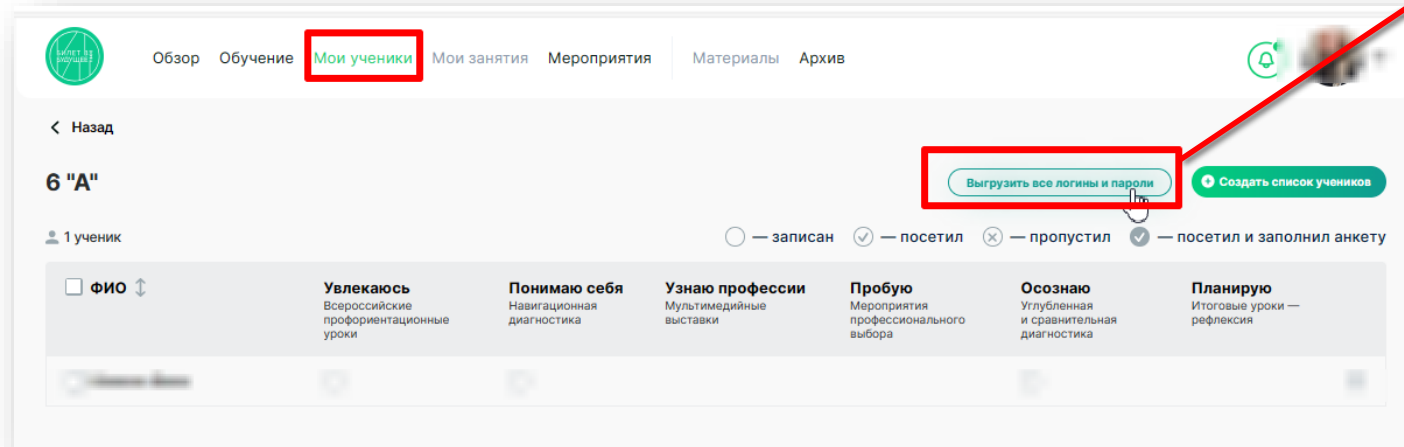 БИЛЕТ В БУДУЩЕЕ
Обзор Обучение Мои ученики Мои занятия Мероприятия Материалы Архив
Назад
6 "А"
Выгрузить все логины и пароли
Создать список учеников
1 ученик
— записан — посетил — пропустил — посетил и заполнил анкету
ФИО
Увлекаюсь
Всероссийские
профориентационные
уроки
Понимаю себя
Навигационная
диагностика
Узнаю профессии
Мультимедийные
выставки
Пробую
Мероприятия
профессионального
выбора
Осознаю
Углубленная
и сравнительная
диагностика
Планирую
Итоговые уроки —
рефлексия